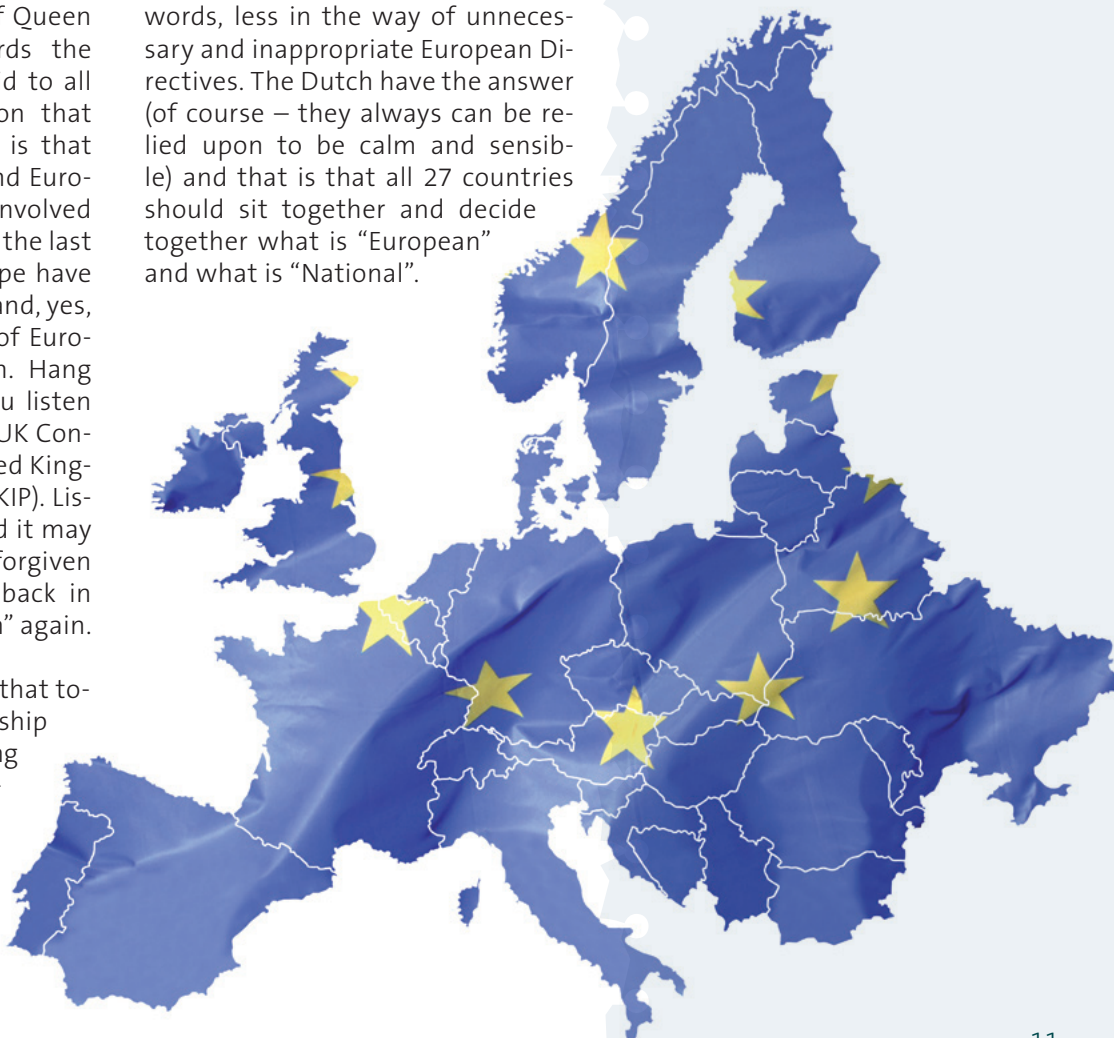 f Queen
rds the
d to all
on that
is that
nd Euro-
nvolved
the last
pe have
and, yes,
of Euro-
n. Hang
u listen
UK Con-
ed King-
KIP). Lis-
d it may
forgiven
back in
n” again.
that to-
ship
ng
words, less in the way of unneces-
sary and inappropriate European Di-
rectives. The Dutch have the answer
(of course – they always can be re-
lied upon to be calm and sensib-
le) and that is that all 27 countries
should sit together and decide
together what is “European”
and what is “National”.
11